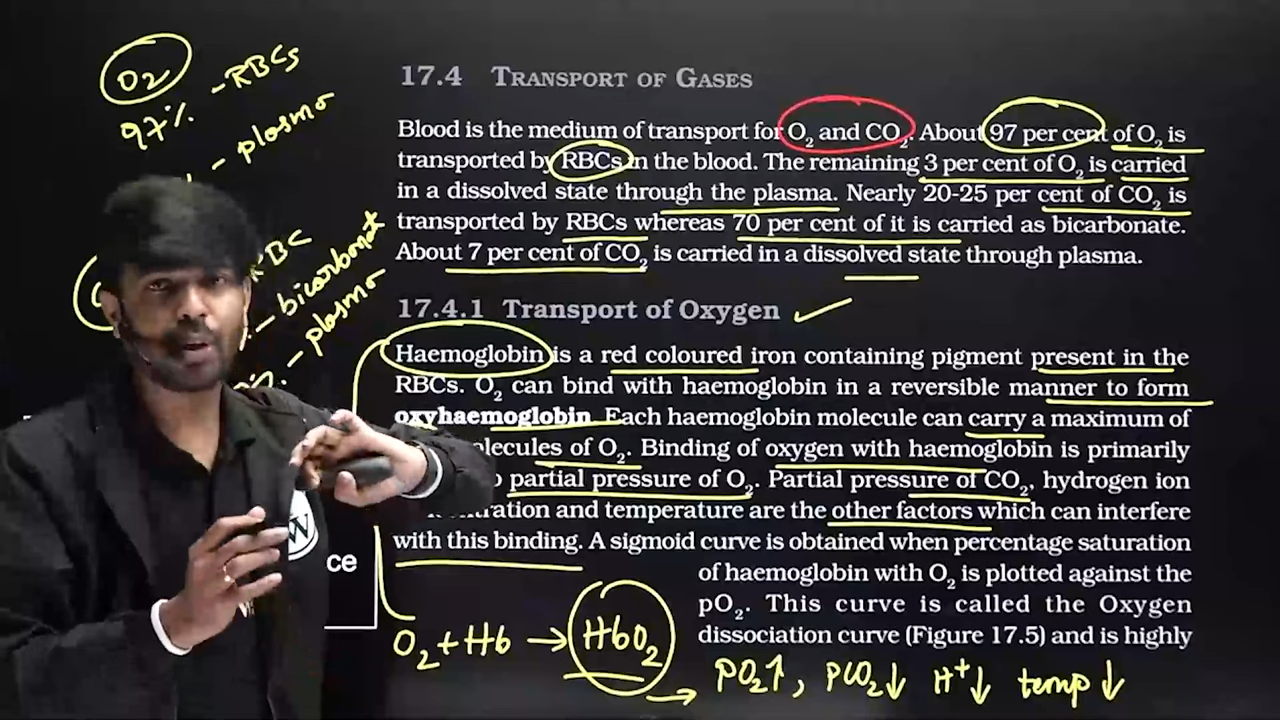 O2
97% - RBCs
- plasma
RBC
- bicarbonat
- plasma
17.4 TRANSPORT OF GASES
Blood is the medium of transport for O₂ and CO₂. About 97 per cent of O₂ is
transported by RBCs in the blood. The remaining 3 per cent of O₂ is carried
in a dissolved state through the plasma. Nearly 20-25 per cent of CO₂ is
transported by RBCs whereas 70 per cent of it is carried as bicarbonate.
About 7 per cent of CO₂ is carried in a dissolved state through plasma.
17.4.1 Transport of Oxygen
Haemoglobin is a red coloured iron containing pigment present in the
RBCs. O₂ can bind with haemoglobin in a reversible manner to form
oxyhaemoglobin. Each haemoglobin molecule can carry a maximum of
of O₂. Binding of oxygen with haemoglobin is primarily
partial pressure of O₂. Partial pressure of CO₂, hydrogen ion
and temperature are the other factors which can interfere
with this binding. A sigmoid curve is obtained when percentage saturation
of haemoglobin with O₂ is plotted against the
pO₂. This curve is called the Oxygen
dissociation curve (Figure 17.5) and is highly
ce
W
O₂ + Hb → HbO₂
→ PO₂↑, PCO₂↓ H⁺↓ temp↓